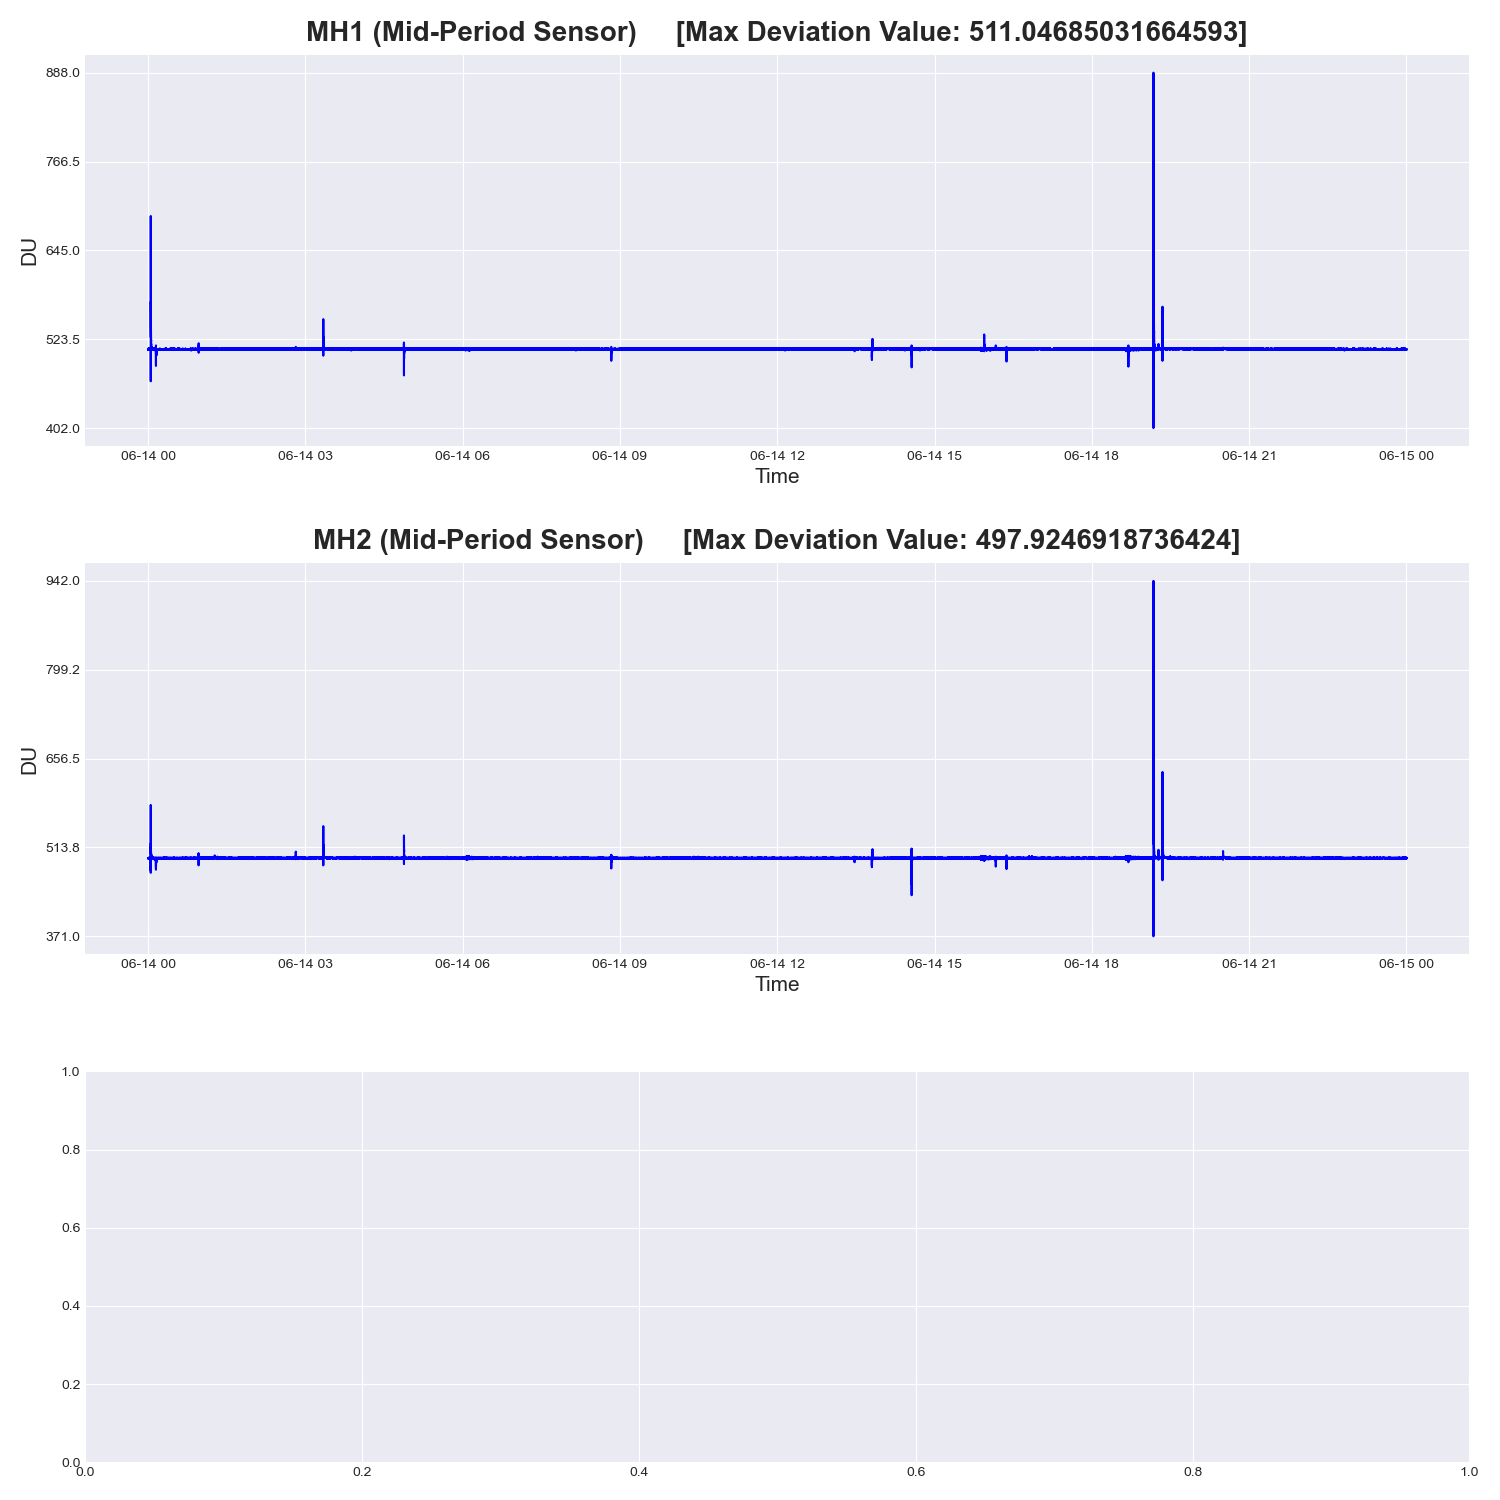 MH1 (Mid-Period Sensor) [Max Deviation Value: 511.04685031664593]
888.0
766.5
645.0
523.5
402.0
DU
06-14 00 06-14 03 06-14 06 06-14 09 06-14 12 06-14 15 06-14 18 06-14 21 06-15 00
Time
MH2 (Mid-Period Sensor) [Max Deviation Value: 497.9246918736424]
942.0
799.2
656.5
513.8
371.0
DU
06-14 00 06-14 03 06-14 06 06-14 09 06-14 12 06-14 15 06-14 18 06-14 21 06-15 00
Time
1.0
0.8
0.6
0.4
0.2
0.0
0.0 0.2 0.4 0.6 0.8 1.0